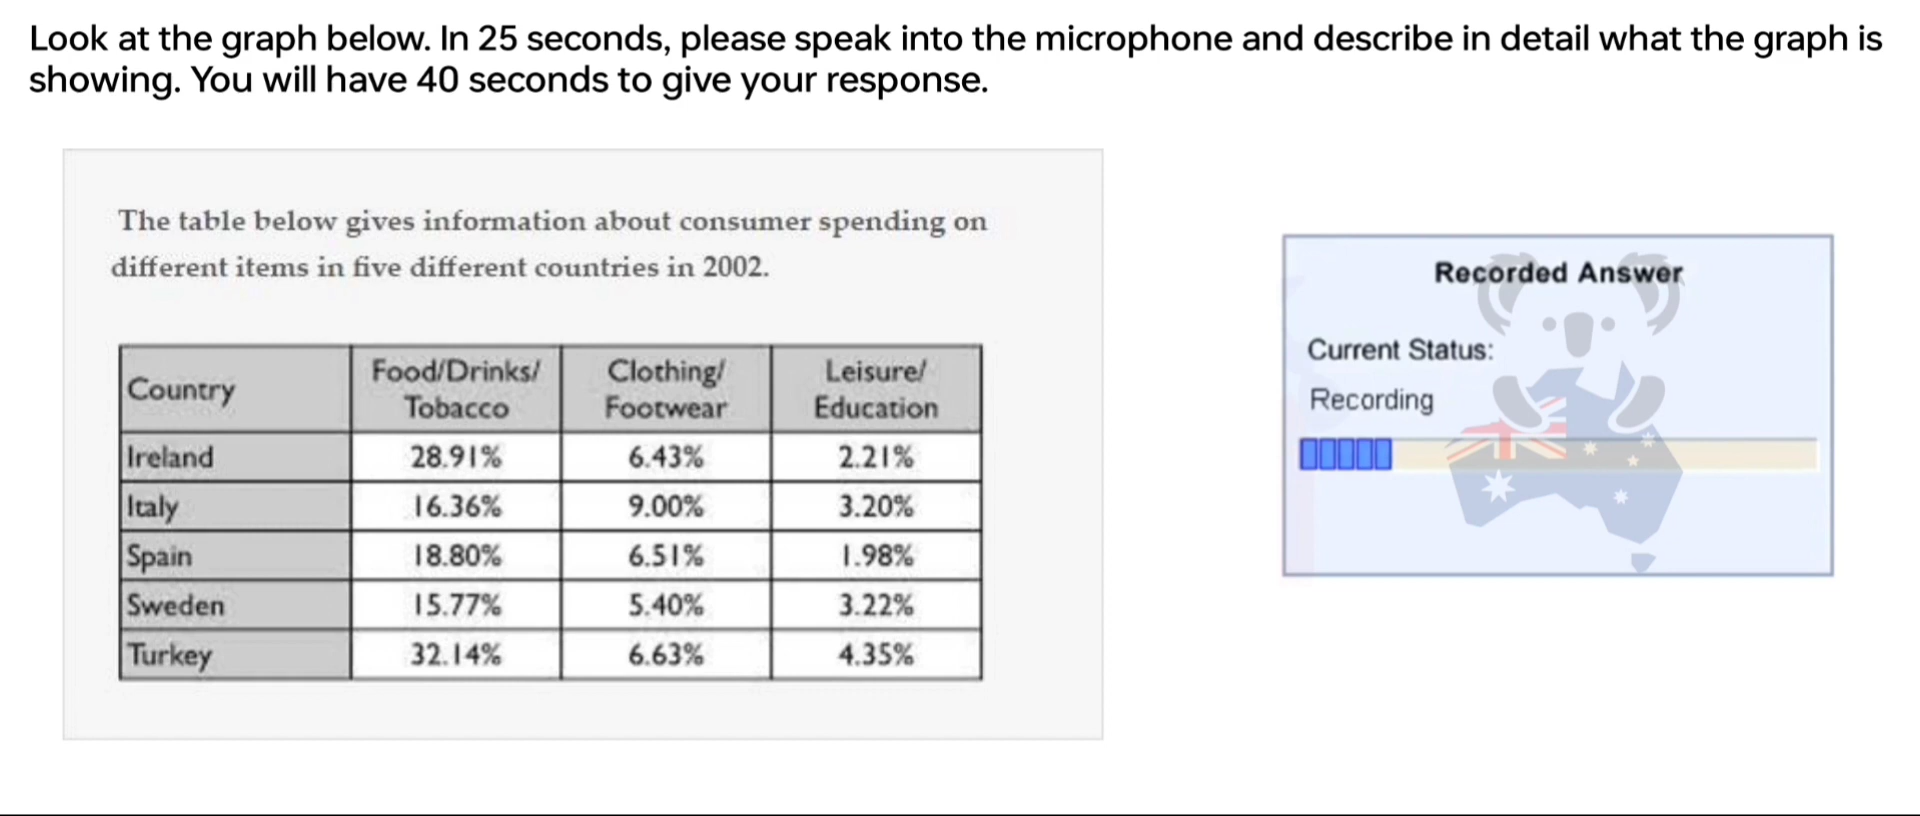 Look at the graph below. In 25 seconds, please speak into the microphone and describe in detail what the graph is
showing. You will have 40 seconds to give your response.
The table below gives information about consumer spending on
different items in five different countries in 2002.
Country Food/Drinks/ Tobacco Clothing/ Footwear Leisure/ Education
Ireland 28.91% 6.43% 2.21%
Italy 16.36% 9.00% 3.20%
Spain 18.80% 6.51% 1.98%
Sweden 15.77% 5.40% 3.22%
Turkey 32.14% 6.63% 4.35%
Recorded Answer
Current Status:
Recording